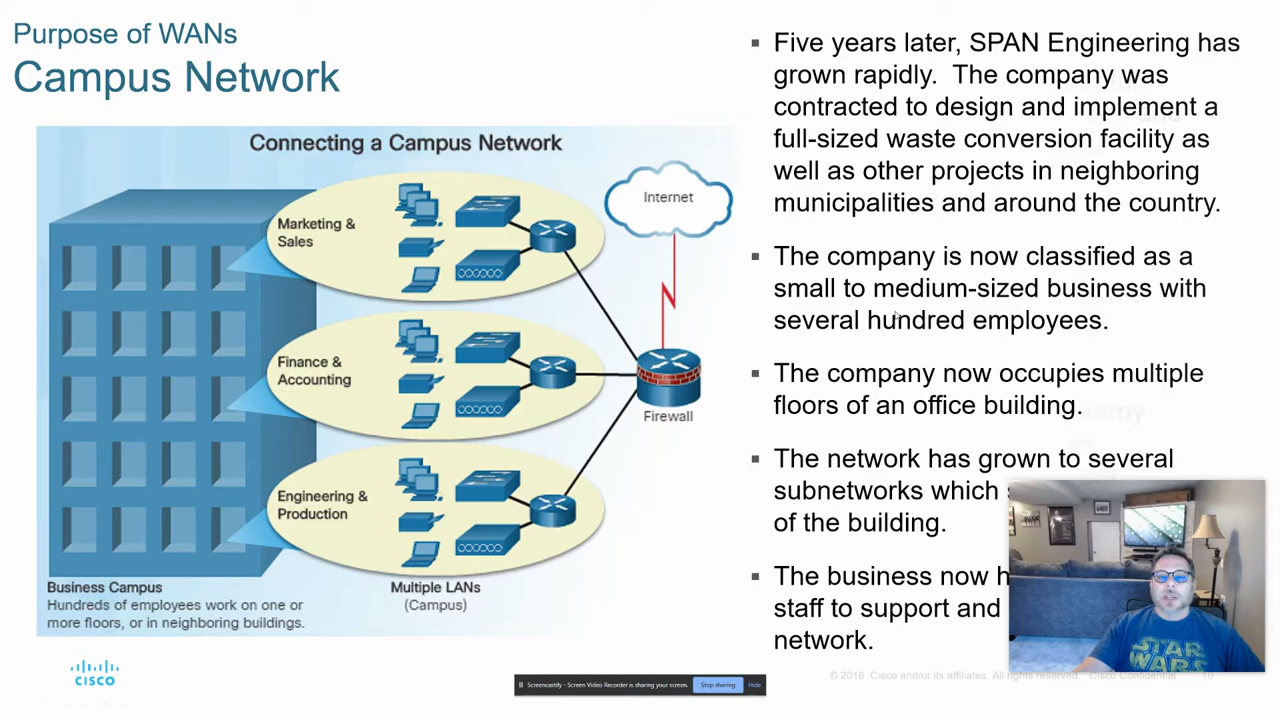 Purpose of WANs
Campus Network
Connecting a Campus Network
Marketing &
Sales
Finance &
Accounting
Engineering &
Production
Internet
Firewall
Business Campus
Hundreds of employees work on one or
more floors, or in neighboring buildings.
Multiple LANs
(Campus)
CISCO
▪ Five years later, SPAN Engineering has
grown rapidly. The company was
contracted to design and implement a
full-sized waste conversion facility as
well as other projects in neighboring
municipalities and around the country.
▪ The company is now classified as a
small to medium-sized business with
several hundred employees.
▪ The company now occupies multiple
floors of an office building.
▪ The network has grown to several
subnetworks which
of the building.
▪ The business now
staff to support and
network.
STAR
WARS
Screencastify - Screen Video Recorder is sharing your screen.
Stop sharing
Hide
© 2016 Cisco and/or its affiliates. All rights reserved. Cisco Confidential
10